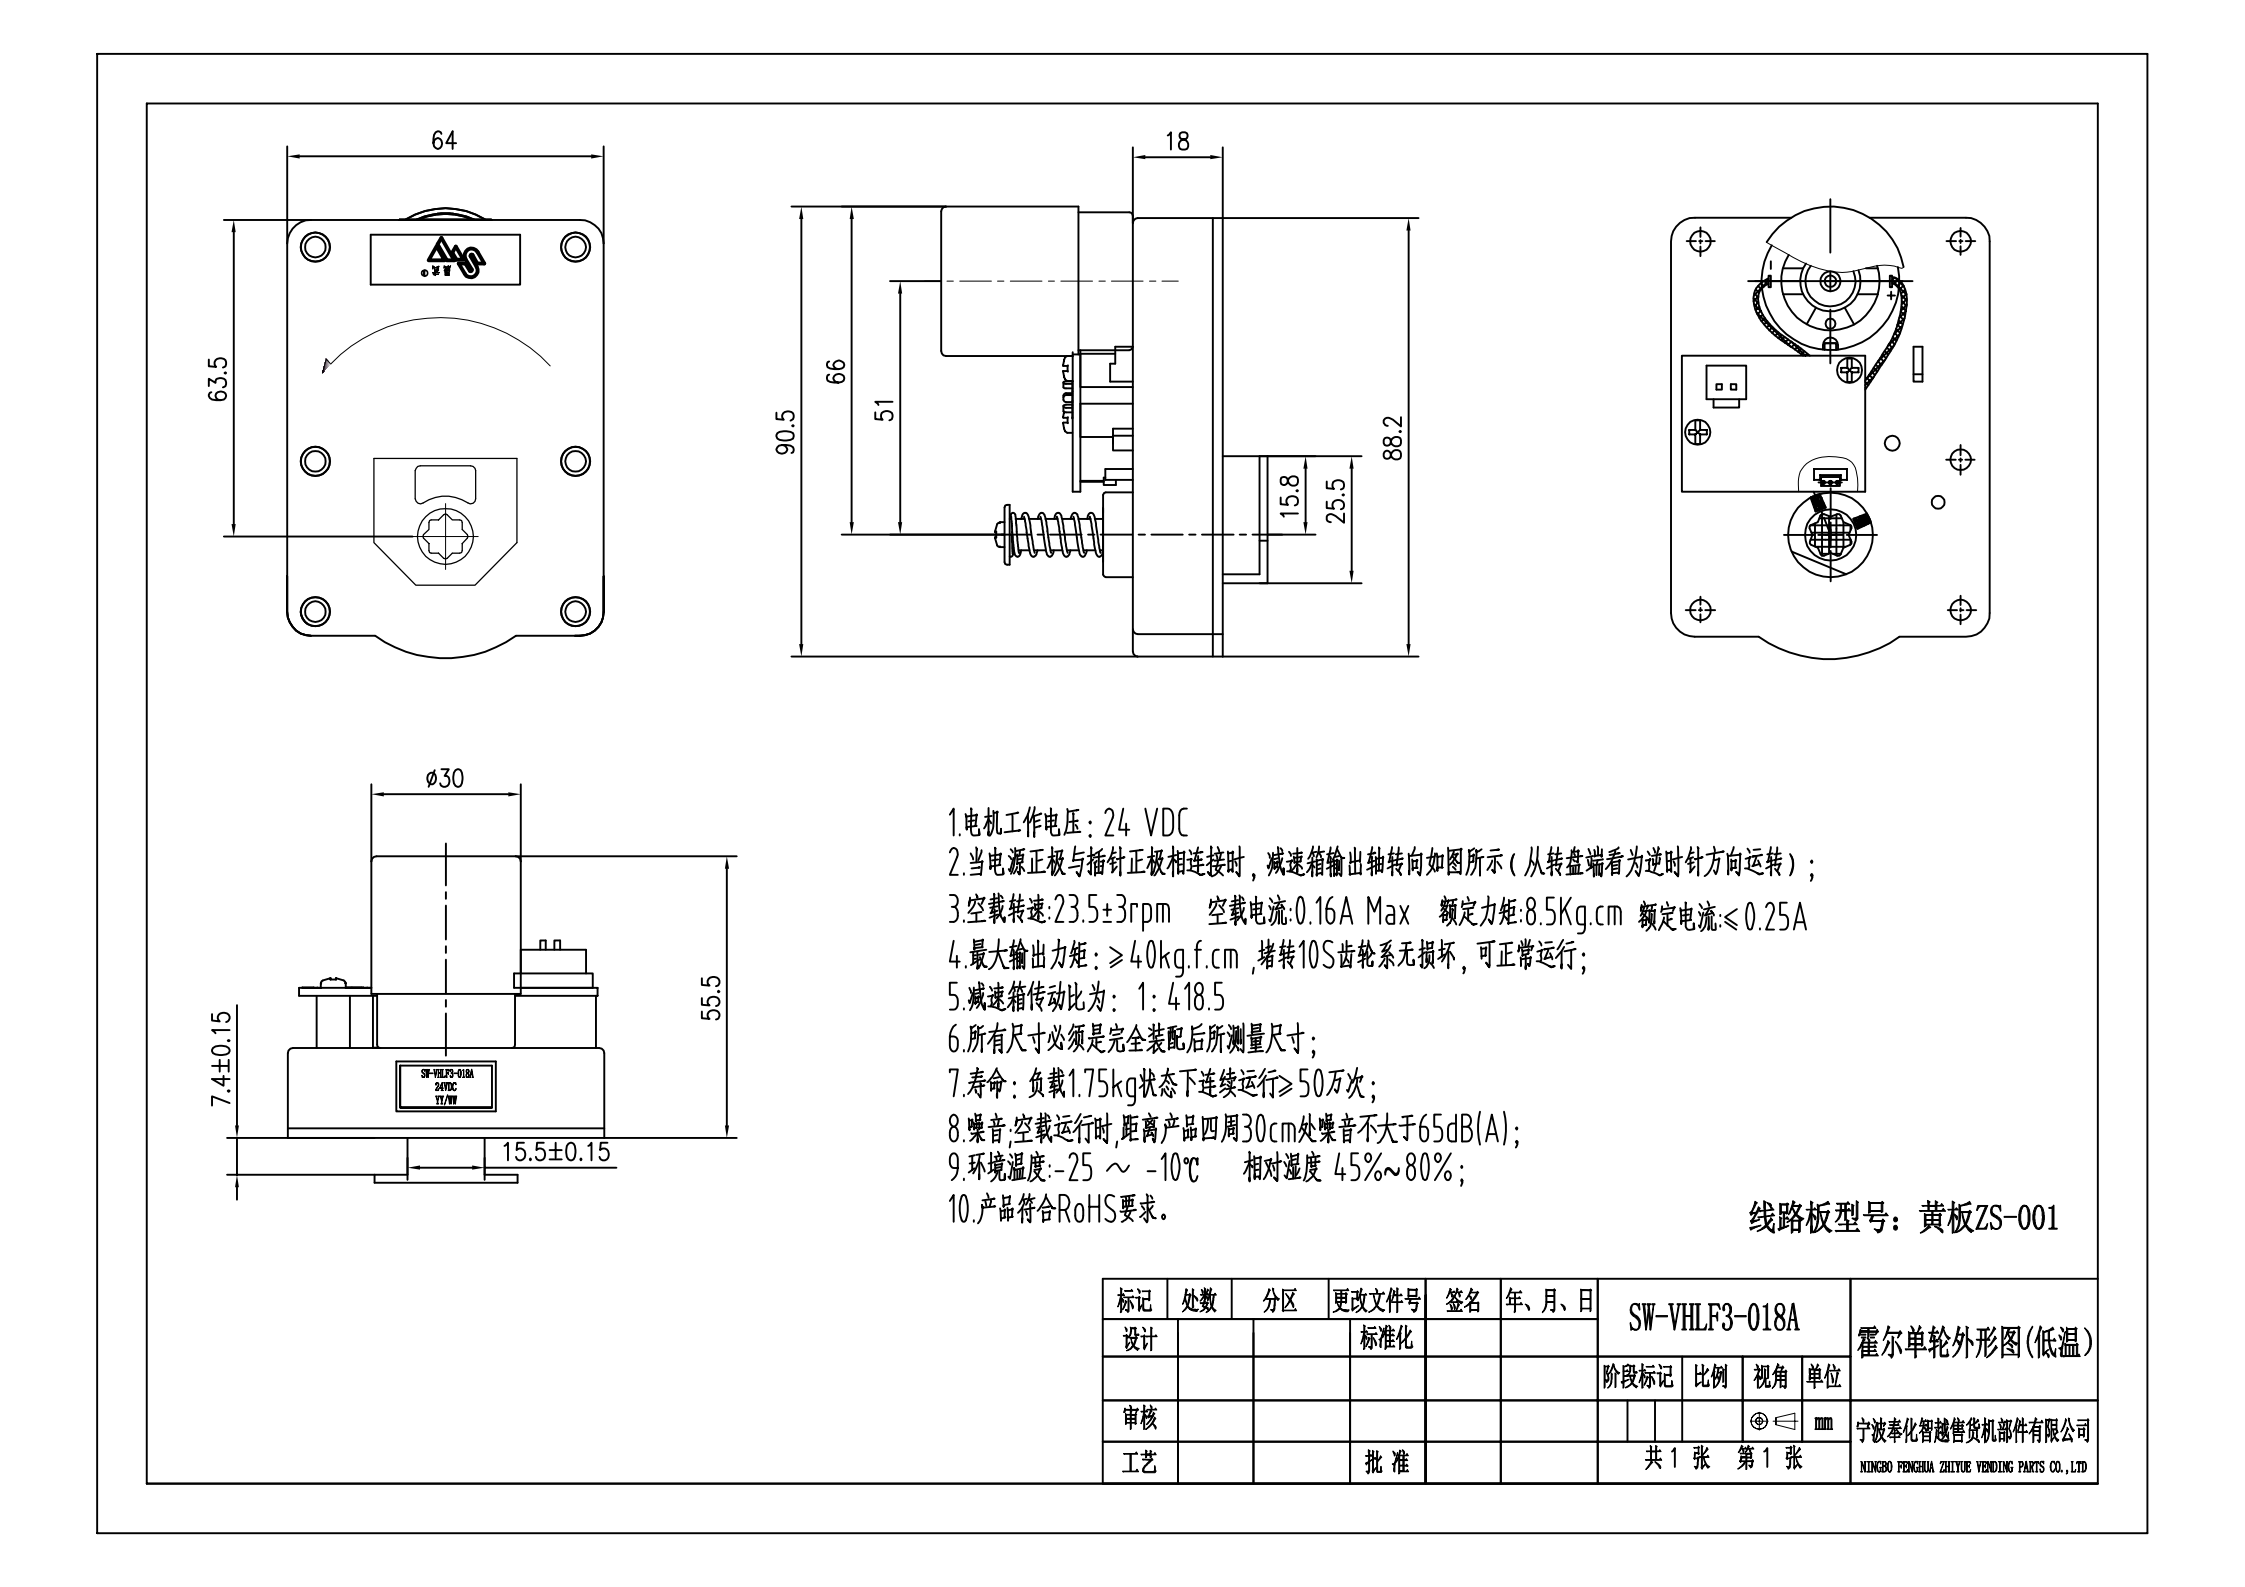 64
63.5
18
90.5
66
51
88.2
15.8
25.5
-
+
ø30
55.5
7.4±0.15
15.5±0.15
SW-VHLF3-018A
24VDC
YY/WW
1.电机工作电压：24 VDC
2.当电源正极与插针正极相连接时，减速箱输出轴转向如图所示（从转盘端看为逆时针方向运转）；
3.空载转速:23.5±3rpm 空载电流:0.16A Max 额定力矩:8.5Kg.cm 额定电流:≤0.25A
4.最大输出力矩：≥40kg.f.cm ,堵转10S齿轮系无损坏，可正常运行；
5.减速箱传动比为： 1：418.5
6.所有尺寸必须是完全装配后所测量尺寸；
7.寿命：负载1.75kg状态下连续运行≥50万次；
8.噪音;空载运行时,距离产品四周30cm处噪音不大于65dB(A)；
9.环境温度:-25 ～ -10℃ 相对湿度 45%~80%；
10.产品符合RoHS要求。
线路板型号：黄板ZS-001
标记 处数 分区 更改文件号 签名 年、月、日
设计 标准化
审核
工艺 批 准
SW-VHLF3-018A
阶段标记 比例 视角 单位
mm
共 1 张 第 1 张
霍尔单轮外形图(低温)
宁波奉化智越售货机部件有限公司
NINGBO FENGHUA ZHIYUE VENDING PARTS CO.,LTD